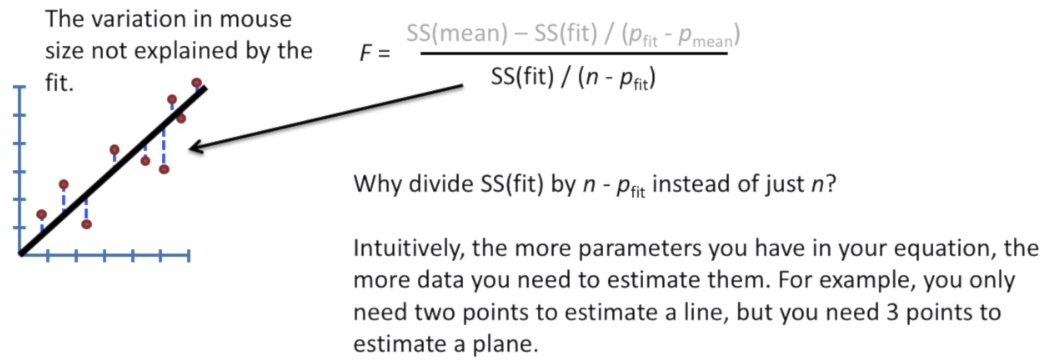 The variation in mouse
size not explained by the
fit.
F =
SS(mean) – SS(fit) / (pfit - pmean)
SS(fit) / (n - pfit)
Why divide SS(fit) by n - pfit instead of just n?
Intuitively, the more parameters you have in your equation, the
more data you need to estimate them. For example, you only
need two points to estimate a line, but you need 3 points to
estimate a plane.